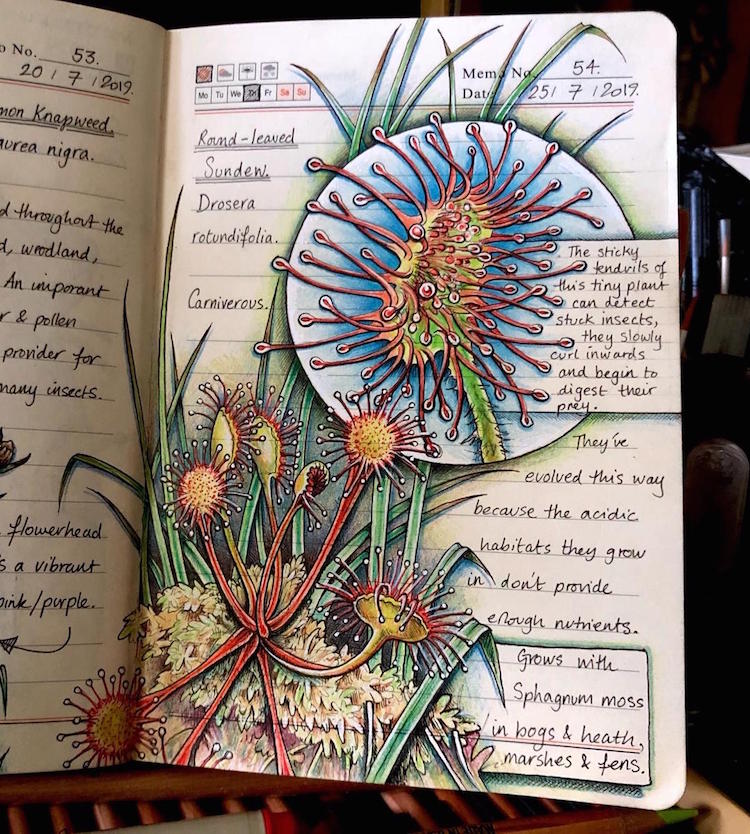 No. 53.
20 / 7 / 2019.
mon Knapweed.
aurea nigra.
d throughout the
d, woodland,
An imporant
r & pollen
provider for
many insects.
flowerhead
s a vibrant
pink/purple.
Memo No. 54.
Mo Tu We Fr Sa Su
Date 25 / 7 / 2019.
Round-leaved
Sundew.
Drosera
rotundifolia.
Carniverous.
The sticky
tendrils of
this tiny plant
can detect
stuck insects,
they slowly
curl inwards
and begin to
digest their
prey.
They've
evolved this way
because the acidic
habitats they grow
in don't provide
enough nutrients.
Grows with
Sphagnum moss
in bogs & heath,
marshes & fens.